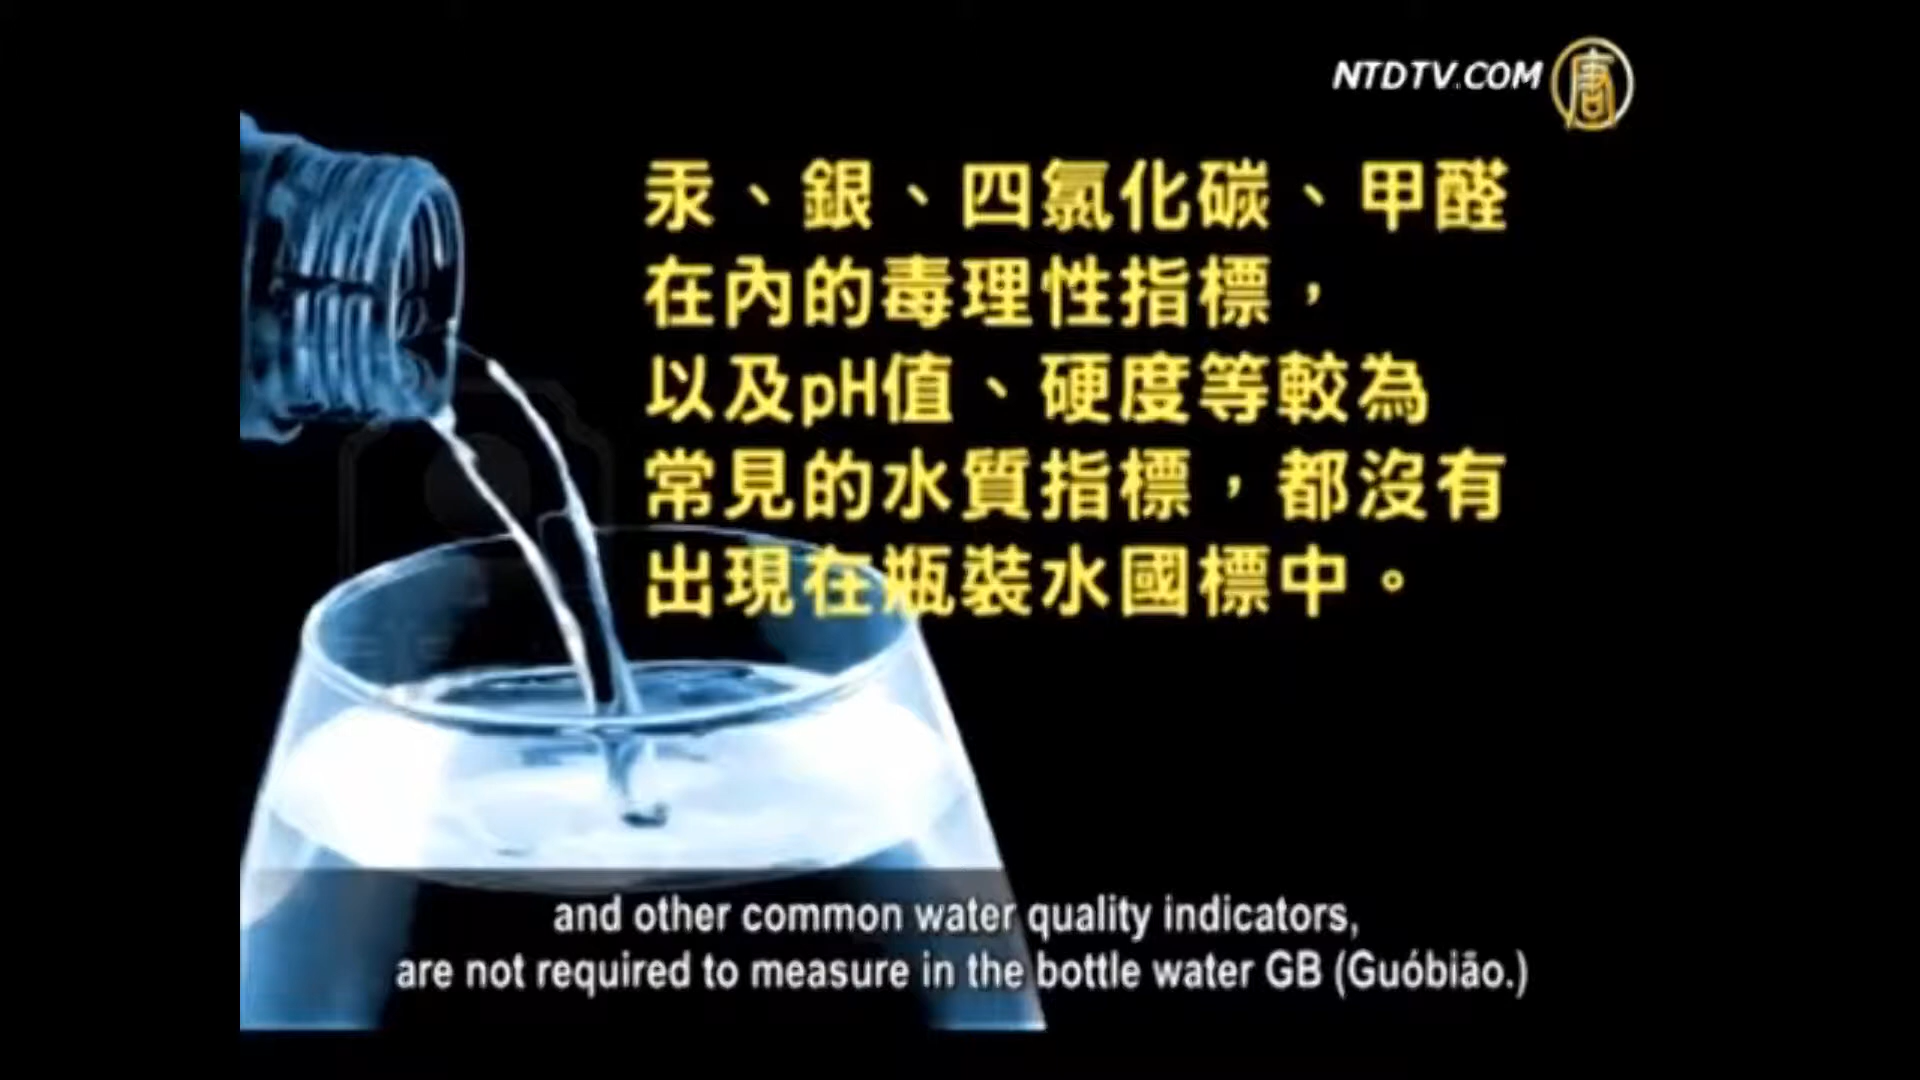 NTDTV.COM 唐
汞、銀、四氯化碳、甲醛
在內的毒理性指標，
以及pH值、硬度等較為
常見的水質指標，都沒有
出現在瓶裝水國標中。
and other common water quality indicators,
are not required to measure in the bottle water GB (Guóbiāo.)